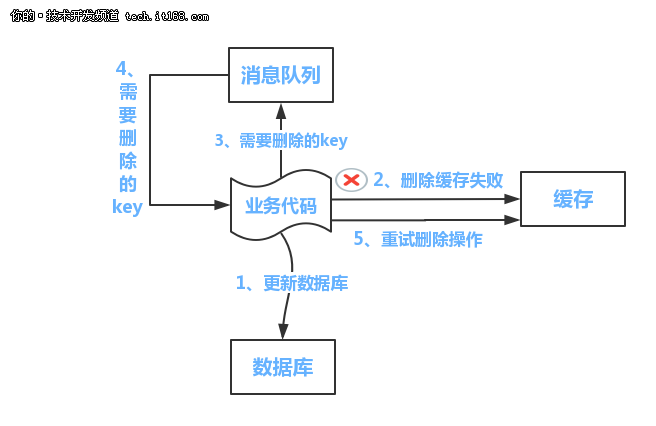 你的·技术开发频道 tech.it168.com
消息队列
4、需要删除的key
3、需要删除的key
2、删除缓存失败
业务代码
缓存
5、重试删除操作
1、更新数据库
数据库